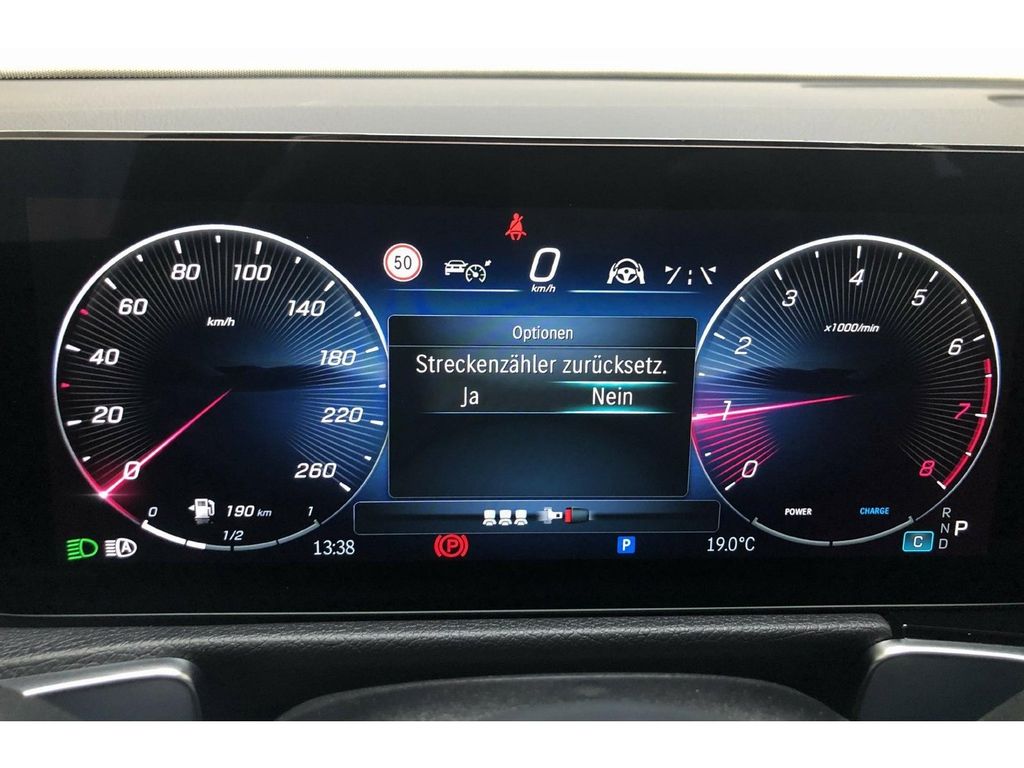 50
0
km/h
80 100
60 140
40 180
20 220
0 260
km/h
0 190 km 1
1/2
Optionen
Streckenzähler zurücksetz.
Ja Nein
4
3 5
x1000/min
2 6
1 7
0 8
POWER CHARGE
R
N P
D
C
A
13:38
P
P
19.0°C